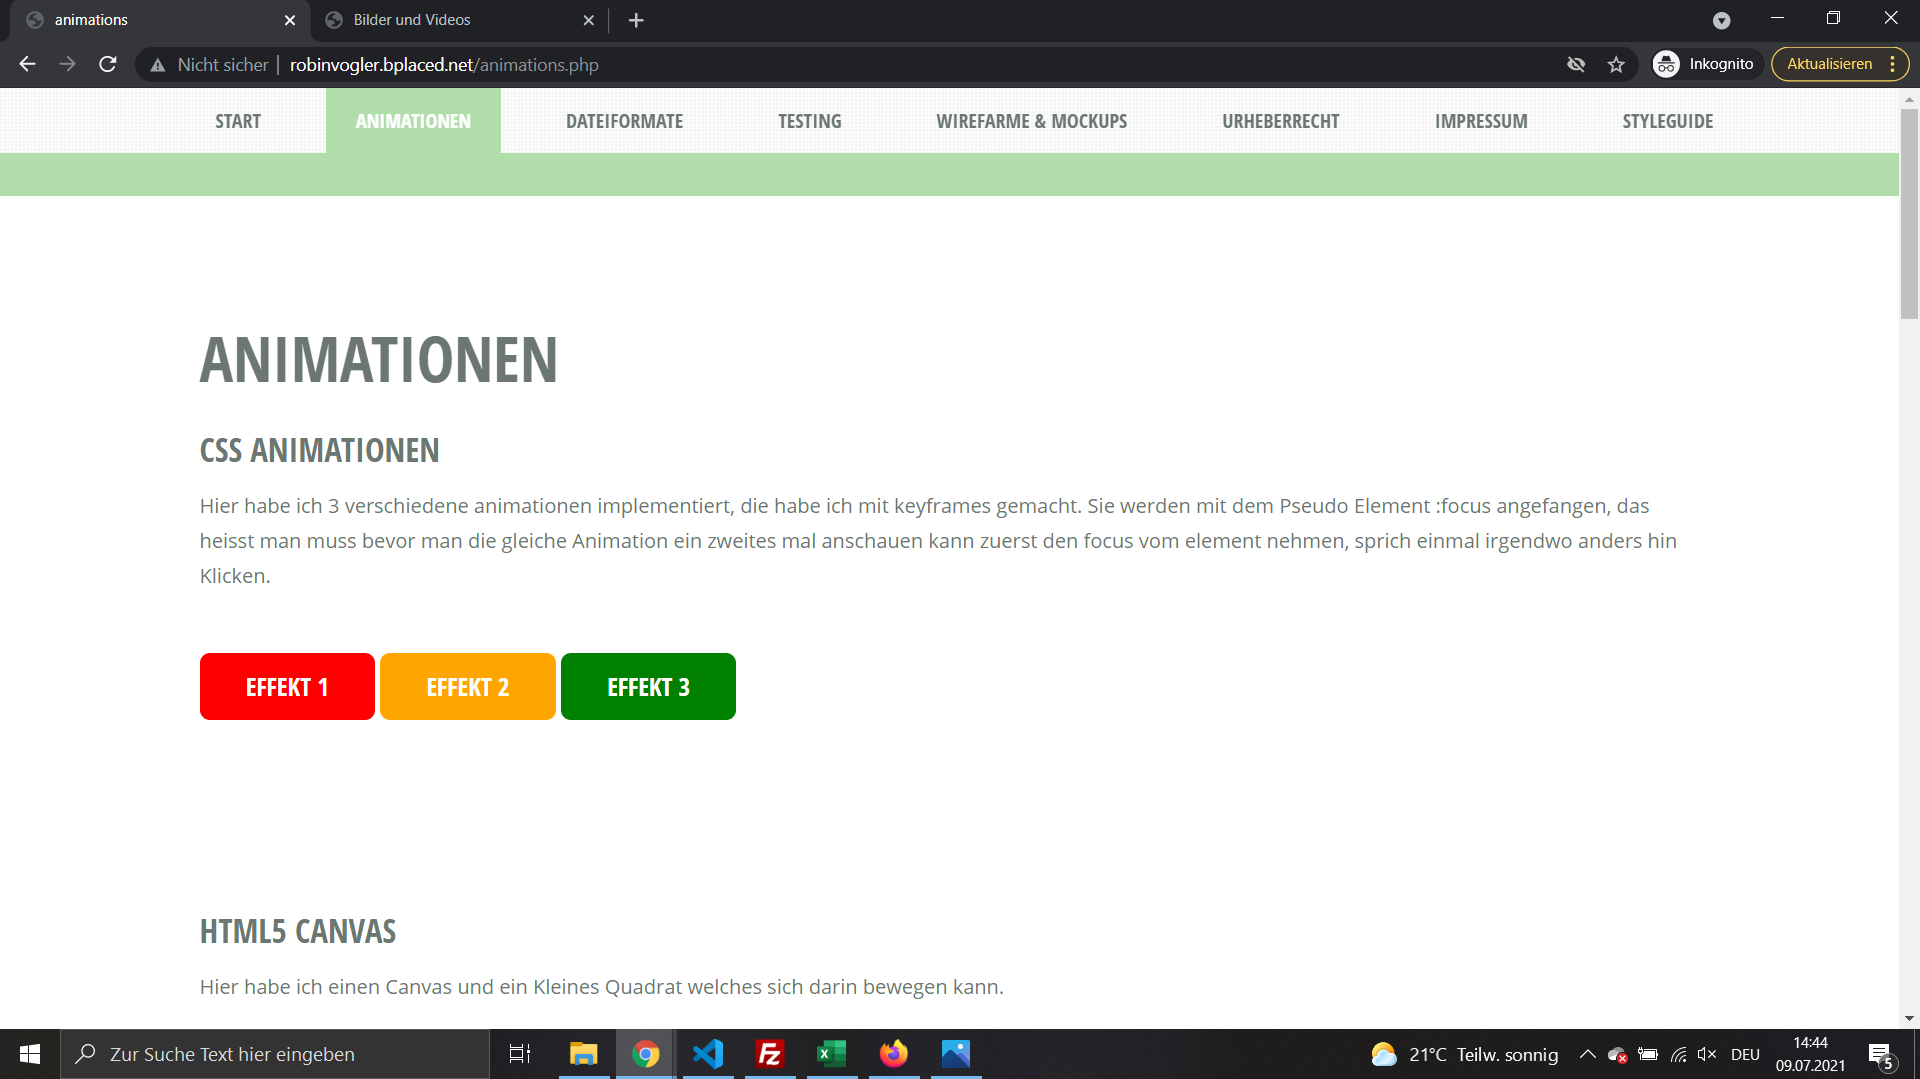 animations
Bilder und Videos
Nicht sicher
robinvogler.bplaced.net/animations.php
Inkognito
Aktualisieren
START
ANIMATIONEN
DATEIFORMATE
TESTING
WIREFARME & MOCKUPS
URHEBERRECHT
IMPRESSUM
STYLEGUIDE
ANIMATIONEN
CSS ANIMATIONEN
Hier habe ich 3 verschiedene animationen implementiert, die habe ich mit keyframes gemacht. Sie werden mit dem Pseudo Element :focus angefangen, das
heisst man muss bevor man die gleiche Animation ein zweites mal anschauen kann zuerst den focus vom element nehmen, sprich einmal irgendwo anders hin
Klicken.
EFFEKT 1
EFFEKT 2
EFFEKT 3
HTML5 CANVAS
Hier habe ich einen Canvas und ein Kleines Quadrat welches sich darin bewegen kann.
Zur Suche Text hier eingeben
21°C Teilw. sonnig
DEU
14:44
09.07.2021
5